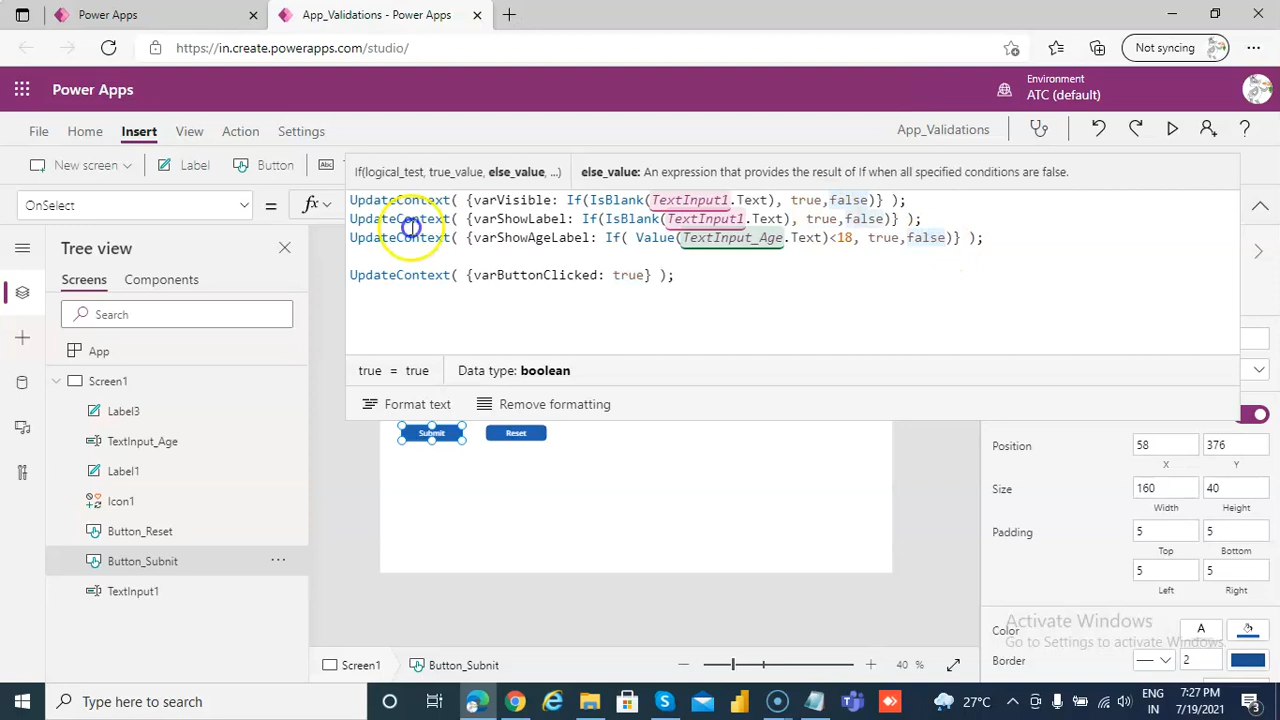 Power Apps
App_Validations - Power Apps
https://in.create.powerapps.com/studio/
Not syncing
Power Apps
Environment
ATC (default)
File Home Insert View Action Settings
App_Validations
New screen Label Button Abc
If(logical_test, true_value, else_value, ...) else_value: An expression that provides the result of If when all specified conditions are false.
OnSelect = fx
UpdateContext( {varVisible: If(IsBlank(TextInput1.Text), true,false)} );
UpdateContext( {varShowLabel: If(IsBlank(TextInput1.Text), true,false)} );
UpdateContext( {varShowAgeLabel: If( Value(TextInput_Age.Text)<18, true,false)} );
UpdateContext( {varButtonClicked: true} );
Tree view
Screens Components
Search
App
Screen1
Label3
TextInput_Age
Label1
Icon1
Button_Reset
Button_Subnit
TextInput1
true = true Data type: boolean
Format text Remove formatting
Submit Reset
Position 58 376
X Y
Size 160 40
Width Height
Padding 5 5
Top Bottom
5 5
Left Right
Activate Windows
Go to Settings to activate Windows.
Color A
Border 2
Screen1 Button_Subnit
40 %
Type here to search
27°C
ENG
IN
7:27 PM
7/19/2021
3